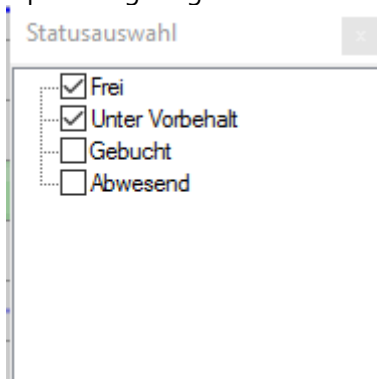 Statusauswahl
x
Frei
Unter Vorbehalt
Gebucht
Abwesend